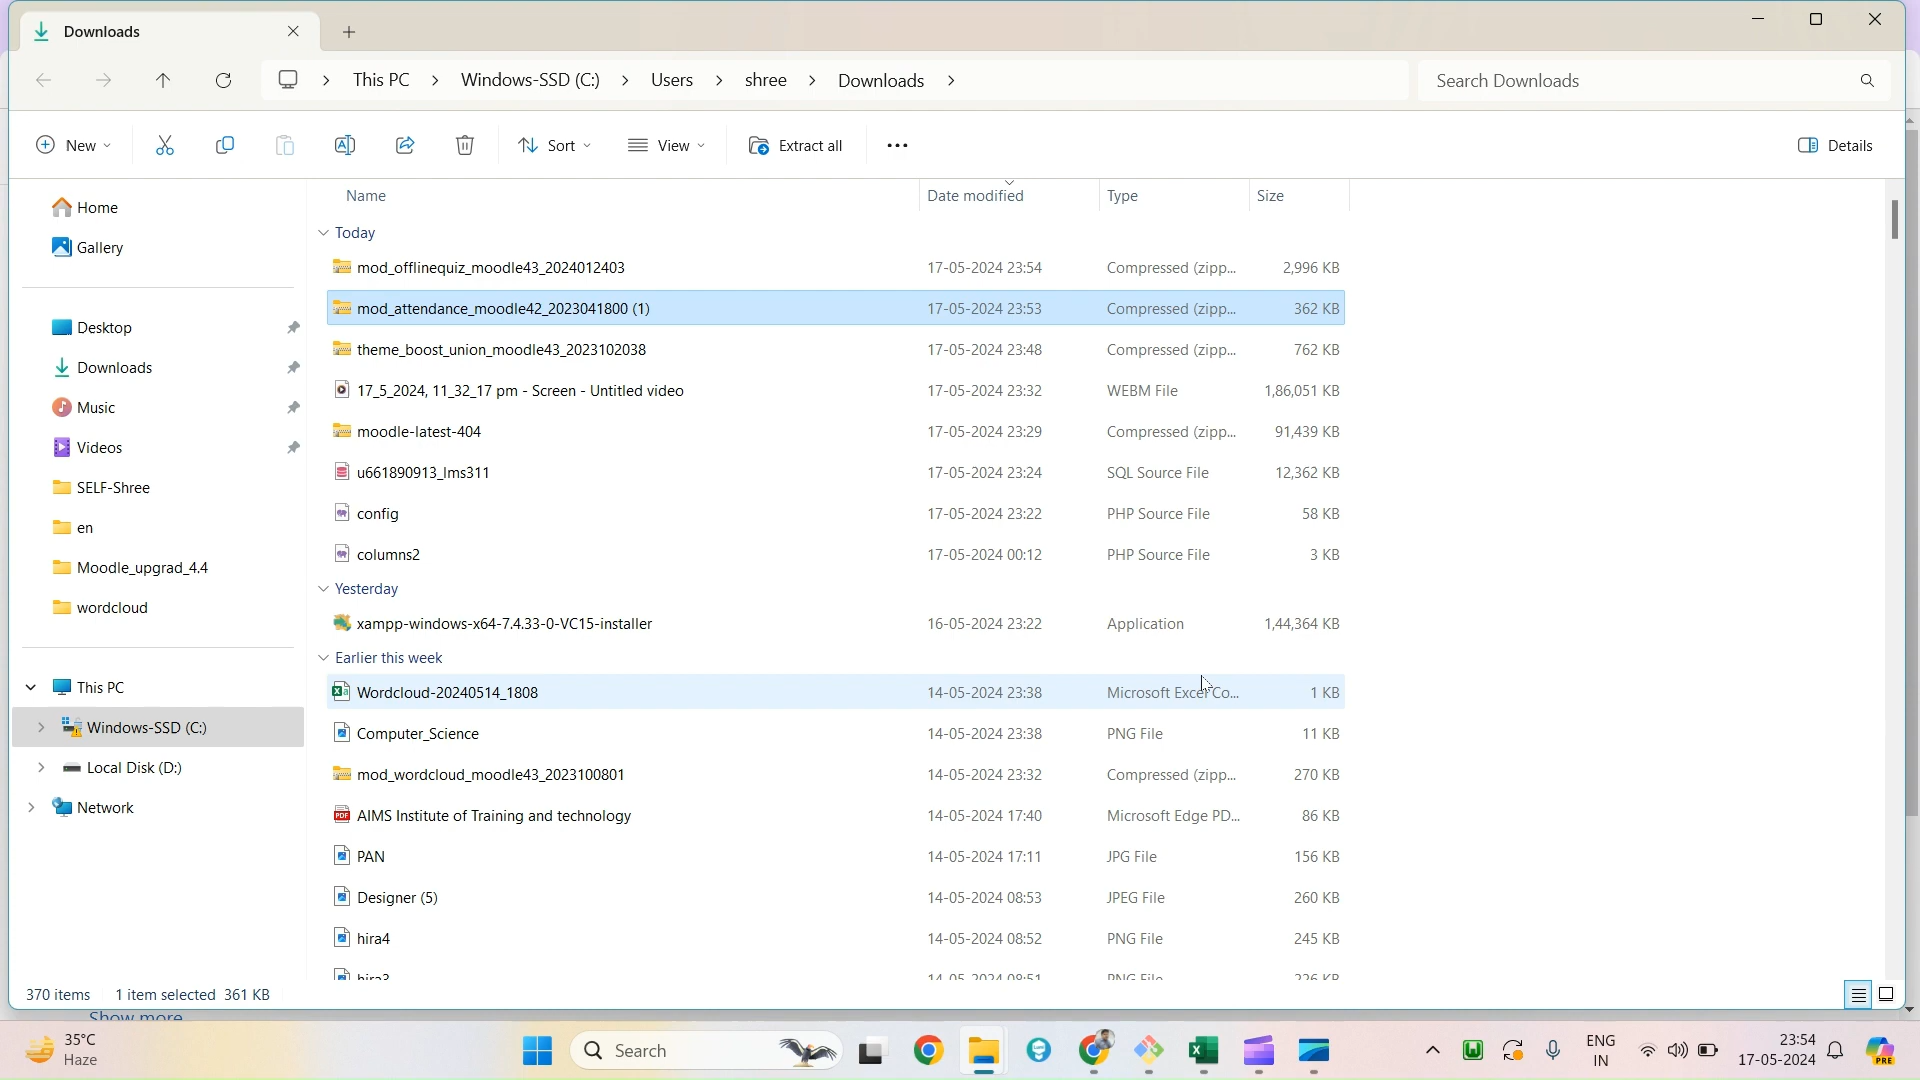 Downloads
This PC > Windows-SSD (C:) > Users > shree > Downloads >
Search Downloads
New
Sort
View
Extract all
Details
Home
Gallery
Desktop
Downloads
Music
Videos
SELF-Shree
en
Moodle_upgrad_4.4
wordcloud
This PC
Windows-SSD (C:)
Local Disk (D:)
Network
Name Date modified Type Size
Today
mod_offlinequiz_moodle43_2024012403 17-05-2024 23:54 Compressed (zipp... 2,996 KB
mod_attendance_moodle42_2023041800 (1) 17-05-2024 23:53 Compressed (zipp... 362 KB
theme_boost_union_moodle43_2023102038 17-05-2024 23:48 Compressed (zipp... 762 KB
17_5_2024, 11_32_17 pm - Screen - Untitled video 17-05-2024 23:32 WEBM File 1,86,051 KB
moodle-latest-404 17-05-2024 23:29 Compressed (zipp... 91,439 KB
u661890913_lms311 17-05-2024 23:24 SQL Source File 12,362 KB
config 17-05-2024 23:22 PHP Source File 58 KB
columns2 17-05-2024 00:12 PHP Source File 3 KB
Yesterday
xampp-windows-x64-7.4.33-0-VC15-installer 16-05-2024 23:22 Application 1,44,364 KB
Earlier this week
Wordcloud-20240514_1808 14-05-2024 23:38 Microsoft Excel Co... 1 KB
Computer_Science 14-05-2024 23:38 PNG File 11 KB
mod_wordcloud_moodle43_2023100801 14-05-2024 23:32 Compressed (zipp... 270 KB
AIMS Institute of Training and technology 14-05-2024 17:40 Microsoft Edge PD... 86 KB
PAN 14-05-2024 17:11 JPG File 156 KB
Designer (5) 14-05-2024 08:53 JPEG File 260 KB
hira4 14-05-2024 08:52 PNG File 245 KB
hira3 14-05-2024 08:51 PNG File 226 KB
370 items 1 item selected 361 KB
Show more
35°C
Haze
Search
ENG
IN
23:54
17-05-2024
PRE